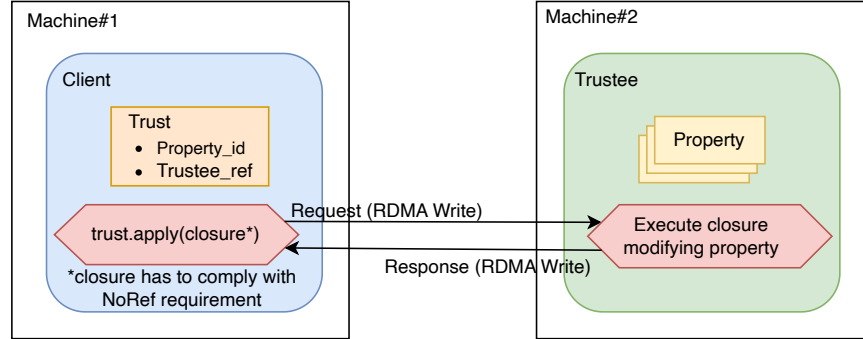 Machine#1
Client
Trust
• Property_id
• Trustee_ref
trust.apply(closure*)
*closure has to comply with
NoRef requirement
Request (RDMA Write)
Response (RDMA Write)
Machine#2
Trustee
Property
Execute closure
modifying property